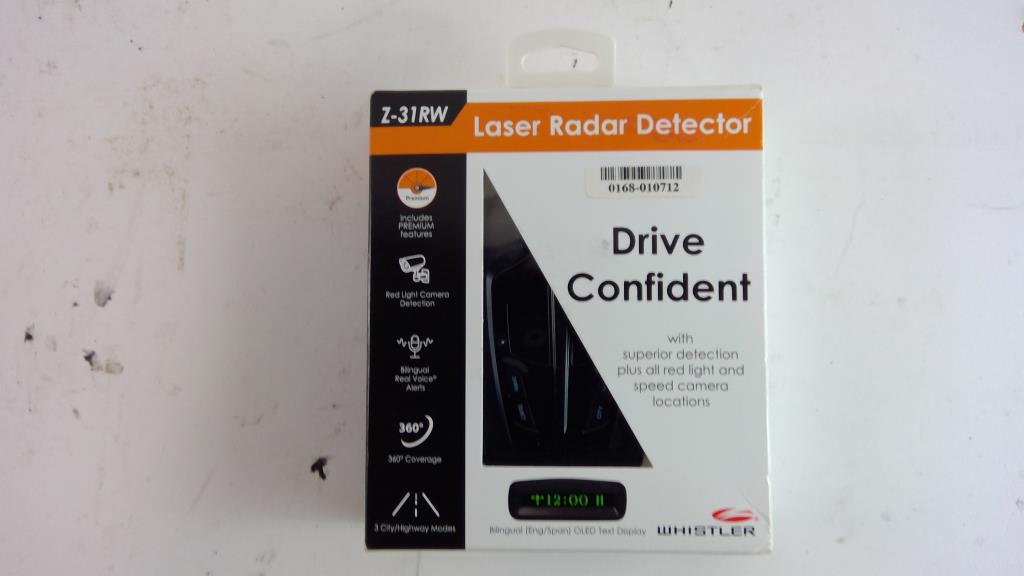 Z-31RW
Laser Radar Detector
Premium
includes
PREMIUM
features
Red Light Camera
Detection
Bilingual
Real Voice®
Alerts
360°
360° Coverage
3 City/Highway Modes
0168-010712
Drive
Confident
with
superior detection
plus all red light and
speed camera
locations
12:00
Bilingual (Eng/Span) OLED Text Display
WHISTLER